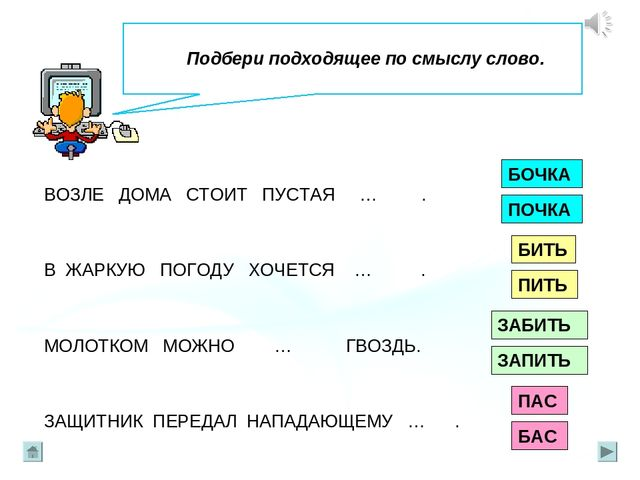 Подбери подходящее по смыслу слово.
ВОЗЛЕ ДОМА СТОИТ ПУСТАЯ … .
БОЧКА
ПОЧКА
В ЖАРКУЮ ПОГОДУ ХОЧЕТСЯ … .
БИТЬ
ПИТЬ
МОЛОТКОМ МОЖНО … ГВОЗДЬ.
ЗАБИТЬ
ЗАПИТЬ
ЗАЩИТНИК ПЕРЕДАЛ НАПАДАЮЩЕМУ … .
ПАС
БАС